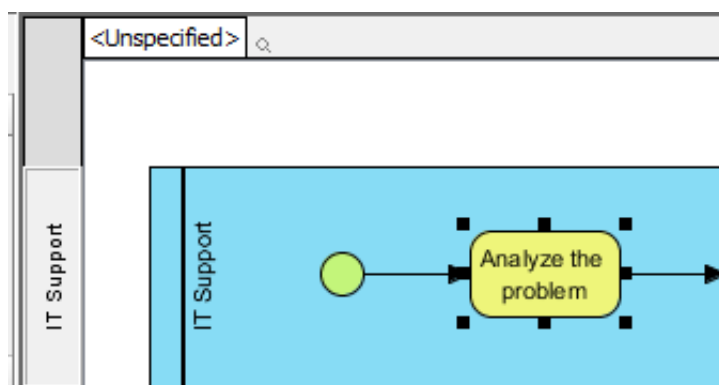 <Unspecified>
IT Support
IT Support
Analyze the
problem